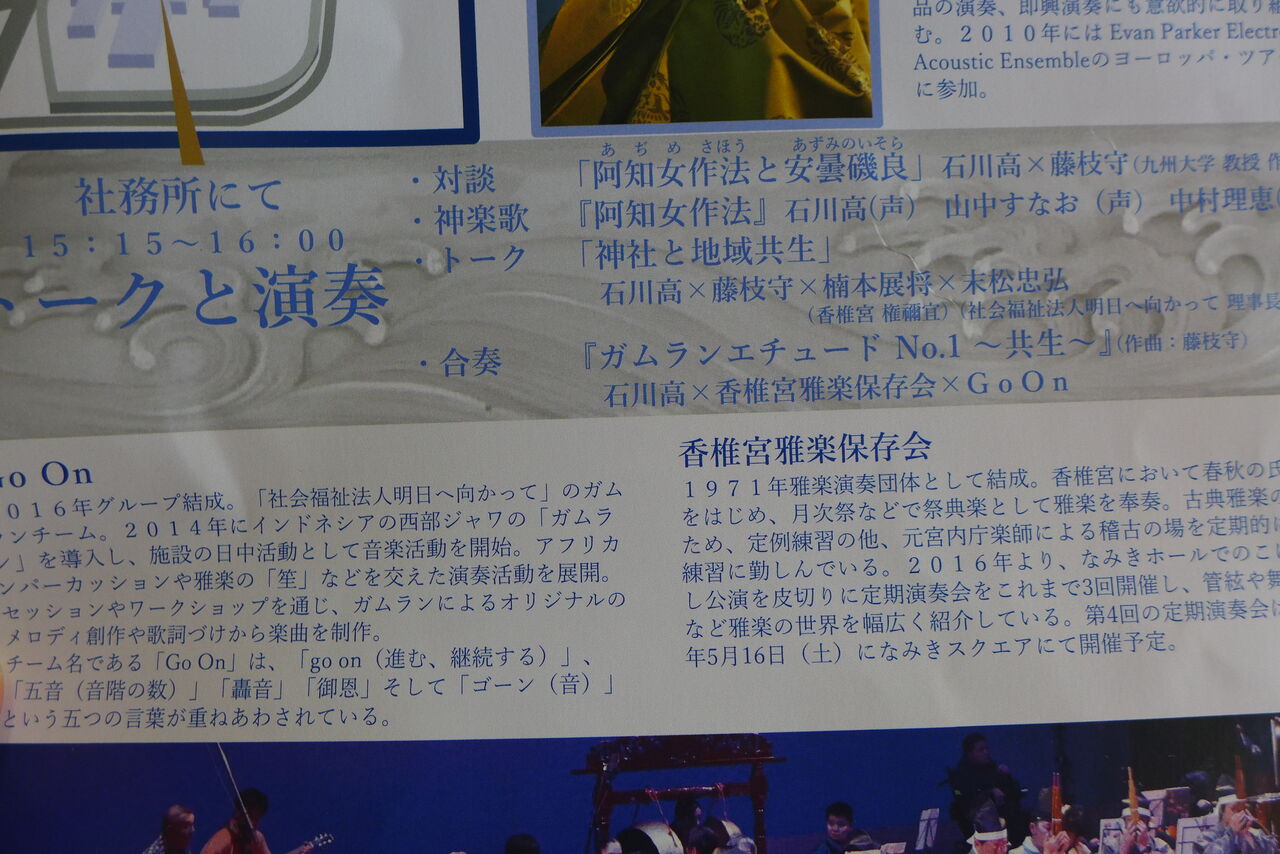 品の演奏、即興演奏にも意欲的に取り組
む。２０１０年には Evan Parker Electro
Acoustic Ensembleのヨーロッパ・ツアー
に参加。
社務所にて
１５：１５〜１６：００
トークと演奏
あぢめ さほう あずみのいそら
・対談 「阿知女作法と安曇磯良」石川高×藤枝守(九州大学 教授 作
・神楽歌 『阿知女作法』石川高(声) 山中すなお（声） 中村理恵
・トーク 「神社と地域共生」
石川高×藤枝守×楠本展将×末松忠弘
（香椎宮 権禰宜）（社会福祉法人明日へ向かって 理事長
・合奏 『ガムランエチュード No.1 〜共生〜』(作曲：藤枝守）
石川高×香椎宮雅楽保存会×ＧｏＯｎ
Go On
２０１６年グループ結成。「社会福祉法人明日へ向かって」のガム
ランチーム。２０１４年にインドネシアの西部ジャワの「ガムラ
ン」を導入し、施設の日中活動として音楽活動を開始。アフリカ
ンパーカッションや雅楽の「笙」などを交えた演奏活動を展開。
セッションやワークショップを通じ、ガムランによるオリジナルの
メロディ創作や歌詞づけから楽曲を制作。
チーム名である「Go On」は、「go on（進む、継続する）」、
「五音（音階の数）」「轟音」「御恩」そして「ゴーン（音）」
という五つの言葉が重ねあわされている。
香椎宮雅楽保存会
１９７１年雅楽演奏団体として結成。香椎宮において春秋の氏
をはじめ、月次祭などで祭典楽として雅楽を奉奏。古典雅楽の
ため、定例練習の他、元宮内庁楽師による稽古の場を定期的に
練習に勤しんでいる。２０１６年より、なみきホールでのこけ
し公演を皮切りに定期演奏会をこれまで3回開催し、管絃や舞
など雅楽の世界を幅広く紹介している。第4回の定期演奏会は
年5月16日（土）になみきスクエアにて開催予定。